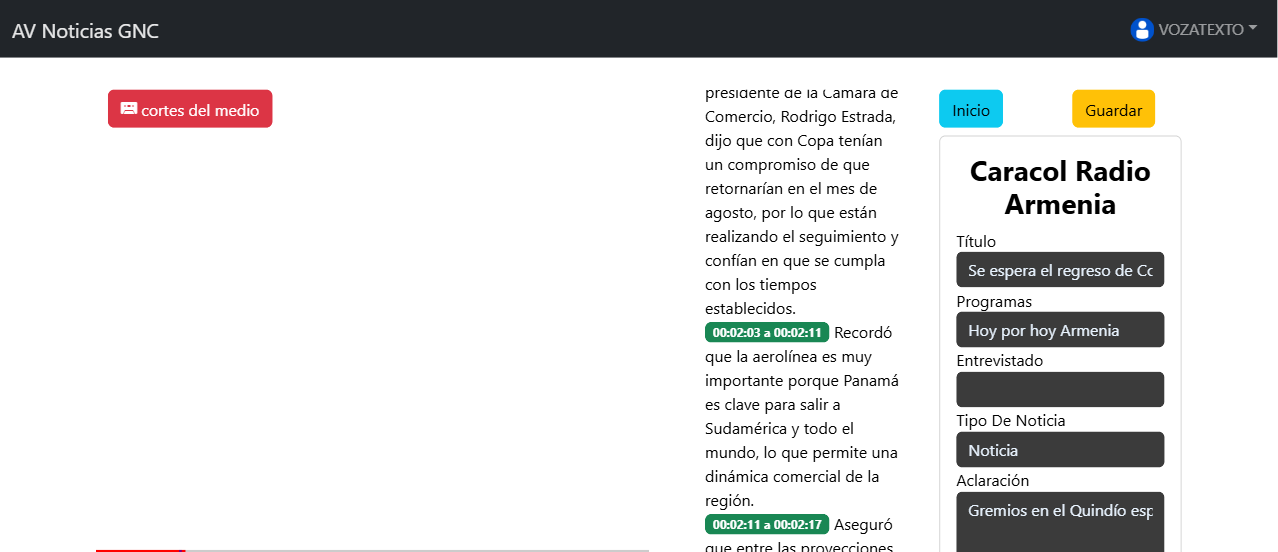 AV Noticias GNC
VOZATEXTO
cortes del medio
presidente de la Cámara de
Comercio, Rodrigo Estrada,
dijo que con Copa tenían
un compromiso de que
retornarían en el mes de
agosto, por lo que están
realizando el seguimiento y
confían en que se cumpla
con los tiempos
establecidos.
00:02:03 a 00:02:11 Recordó
que la aerolínea es muy
importante porque Panamá
es clave para salir a
Sudamérica y todo el
mundo, lo que permite una
dinámica comercial de la
región.
00:02:11 a 00:02:17 Aseguró
que entre las proyecciones
Inicio
Guardar
Caracol Radio
Armenia
Título
Se espera el regreso de Co
Programas
Hoy por hoy Armenia
Entrevistado
Tipo De Noticia
Noticia
Aclaración
Gremios en el Quindío esp